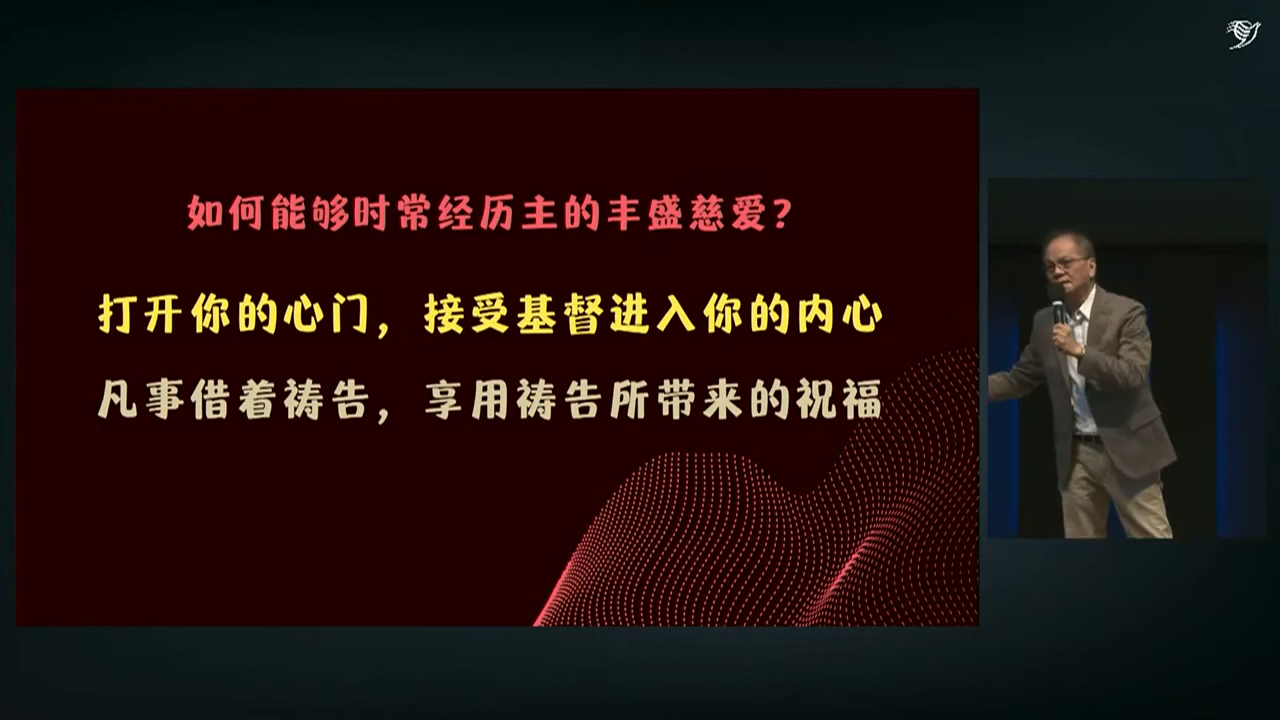 如何能够时常经历主的丰盛慈爱？
打开你的心门，接受基督进入你的内心
凡事借着祷告，享用祷告所带来的祝福